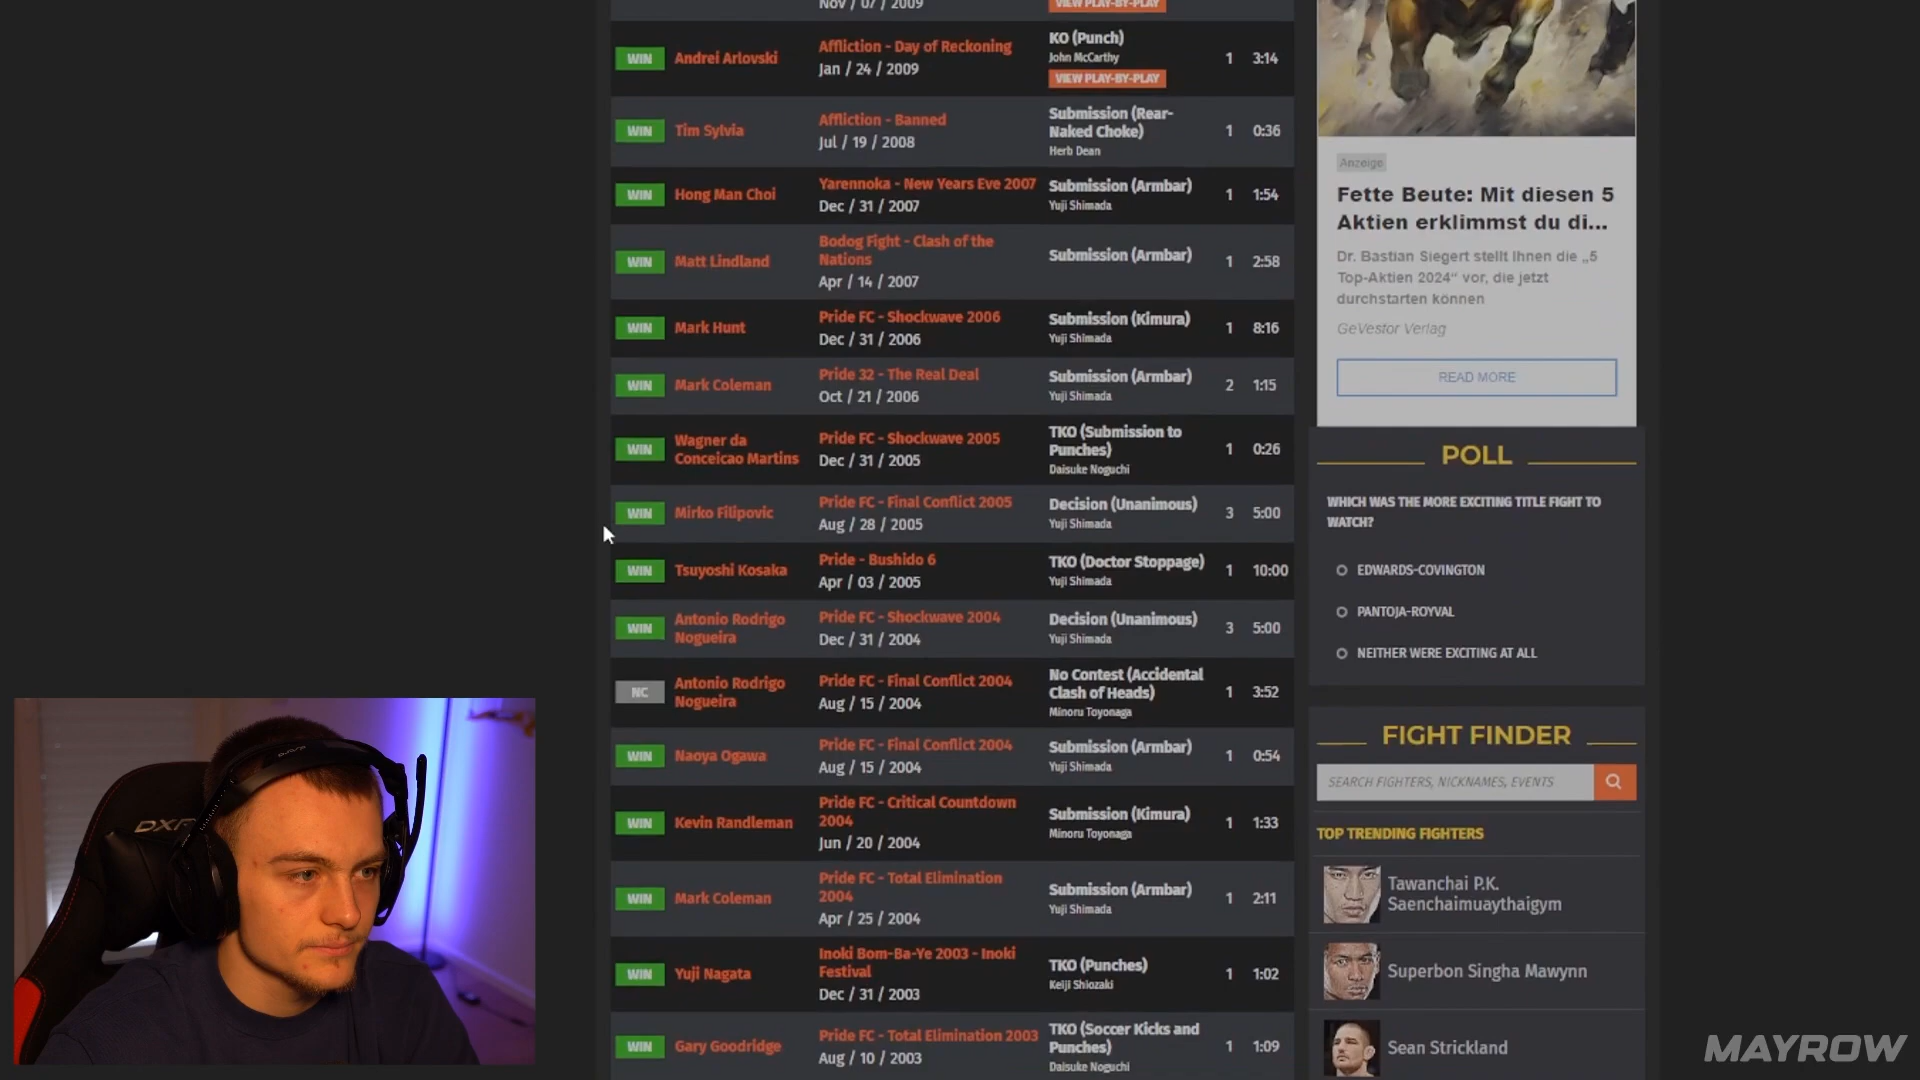 Nov / 07 / 2009
VIEW PLAY-BY-PLAY
WIN
Andrei Arlovski
Affliction - Day of Reckoning
Jan / 24 / 2009
KO (Punch)
John McCarthy
VIEW PLAY-BY-PLAY
1
3:14
WIN
Tim Sylvia
Affliction - Banned
Jul / 19 / 2008
Submission (Rear-
Naked Choke)
Herb Dean
1
0:36
WIN
Hong Man Choi
Yarennoka - New Years Eve 2007
Dec / 31 / 2007
Submission (Armbar)
Yuji Shimada
1
1:54
WIN
Matt Lindland
Bodog Fight - Clash of the
Nations
Apr / 14 / 2007
Submission (Armbar)
1
2:58
WIN
Mark Hunt
Pride FC - Shockwave 2006
Dec / 31 / 2006
Submission (Kimura)
Yuji Shimada
1
8:16
WIN
Mark Coleman
Pride 32 - The Real Deal
Oct / 21 / 2006
Submission (Armbar)
Yuji Shimada
2
1:15
WIN
Wagner da
Conceicao Martins
Pride FC - Shockwave 2005
Dec / 31 / 2005
TKO (Submission to
Punches)
Daisuke Noguchi
1
0:26
WIN
Mirko Filipovic
Pride FC - Final Conflict 2005
Aug / 28 / 2005
Decision (Unanimous)
Yuji Shimada
3
5:00
WIN
Tsuyoshi Kosaka
Pride - Bushido 6
Apr / 03 / 2005
TKO (Doctor Stoppage)
Yuji Shimada
1
10:00
WIN
Antonio Rodrigo
Nogueira
Pride FC - Shockwave 2004
Dec / 31 / 2004
Decision (Unanimous)
Yuji Shimada
3
5:00
NC
Antonio Rodrigo
Nogueira
Pride FC - Final Conflict 2004
Aug / 15 / 2004
No Contest (Accidental
Clash of Heads)
Minoru Toyonaga
1
3:52
WIN
Naoya Ogawa
Pride FC - Final Conflict 2004
Aug / 15 / 2004
Submission (Armbar)
Yuji Shimada
1
0:54
WIN
Kevin Randleman
Pride FC - Critical Countdown
2004
Jun / 20 / 2004
Submission (Kimura)
Minoru Toyonaga
1
1:33
WIN
Mark Coleman
Pride FC - Total Elimination
2004
Apr / 25 / 2004
Submission (Armbar)
Yuji Shimada
1
2:11
WIN
Yuji Nagata
Inoki Bom-Ba-Ye 2003 - Inoki
Festival
Dec / 31 / 2003
TKO (Punches)
Keiji Shiozaki
1
1:02
WIN
Gary Goodridge
Pride FC - Total Elimination 2003
Aug / 10 / 2003
TKO (Soccer Kicks and
Punches)
Daisuke Noguchi
1
1:09
Anzeige
Fette Beute: Mit diesen 5
Aktien erklimmst du di...
Dr. Bastian Siegert stellt Ihnen die „5
Top-Aktien 2024“ vor, die jetzt
durchstarten können
GeVestor Verlag
READ MORE
POLL
WHICH WAS THE MORE EXCITING TITLE FIGHT TO
WATCH?
EDWARDS-COVINGTON
PANTOJA-ROYVAL
NEITHER WERE EXCITING AT ALL
FIGHT FINDER
SEARCH FIGHTERS, NICKNAMES, EVENTS
TOP TRENDING FIGHTERS
Tawanchai P.K.
Saenchaimuaythaigym
Superbon Singha Mawynn
Sean Strickland
MAYROW